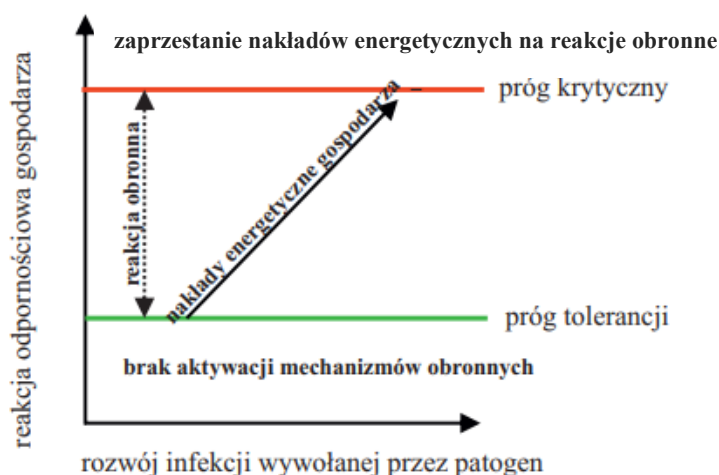 zaprzestanie nakładów energetycznych na reakcje obronne
próg krytyczny
reakcja odpornościowa gospodarza
reakcja obronna
nakłady energetyczne gospodarza
próg tolerancji
brak aktywacji mechanizmów obronnych
rozwój infekcji wywołanej przez patogen